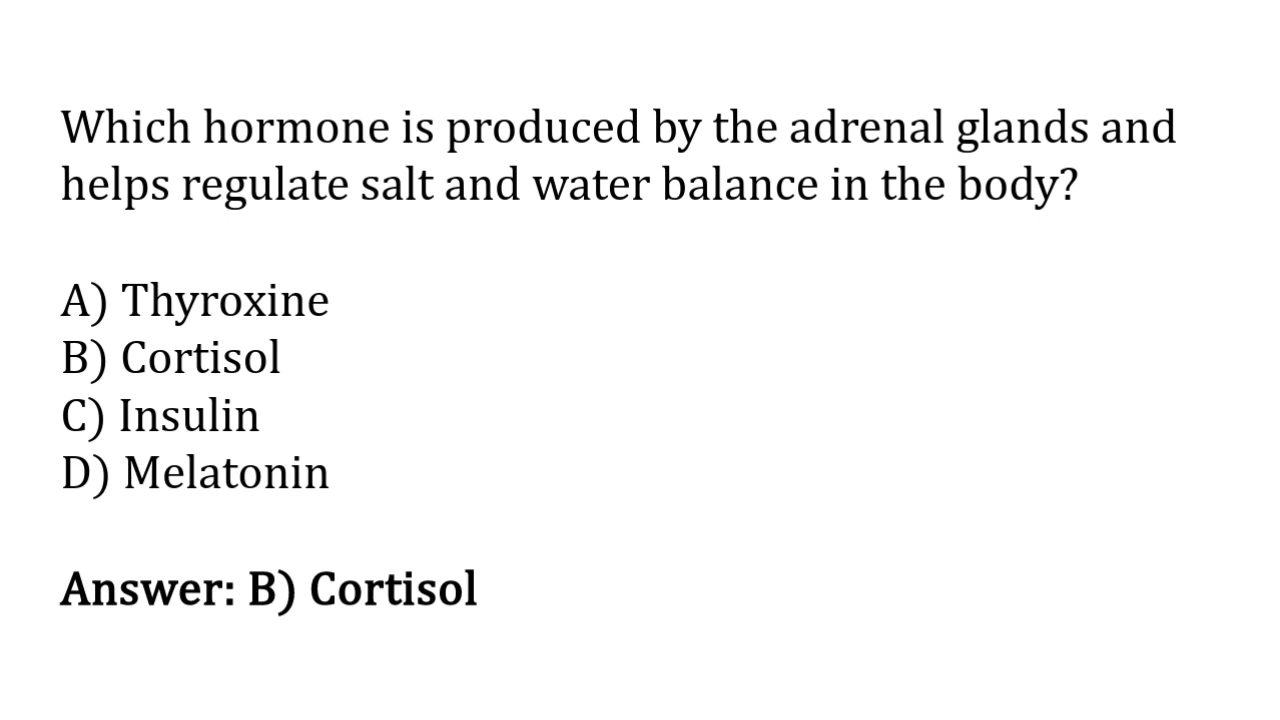 Which hormone is produced by the adrenal glands and
helps regulate salt and water balance in the body?
A) Thyroxine
B) Cortisol
C) Insulin
D) Melatonin
Answer: B) Cortisol